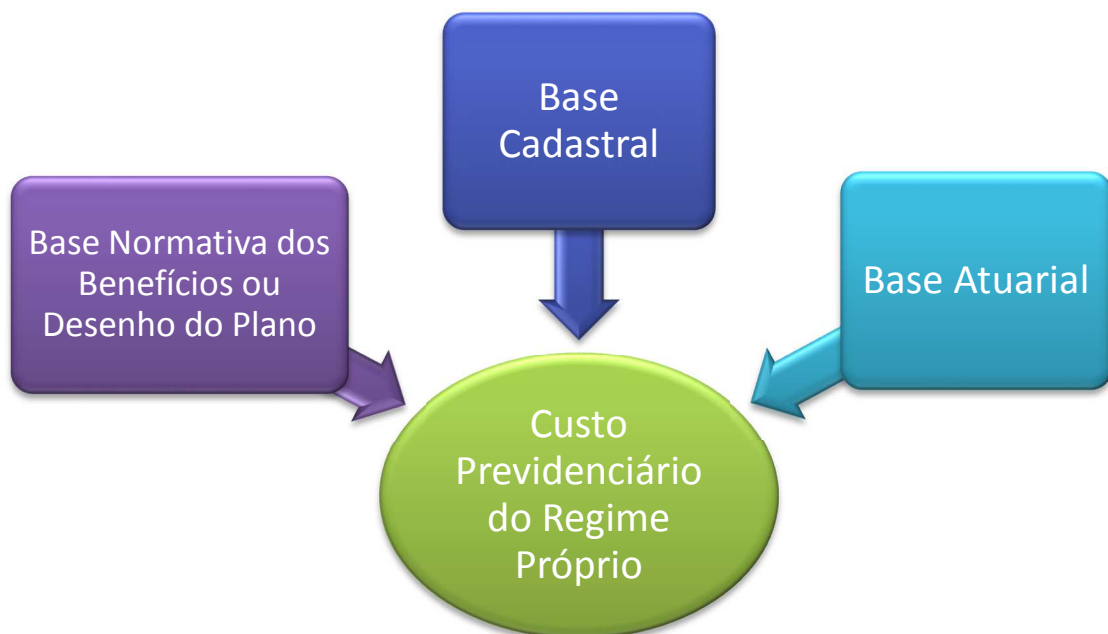 Base
Cadastral
Base Normativa dos
Benefícios ou
Desenho do Plano
Base Atuarial
Custo
Previdenciário
do Regime
Próprio